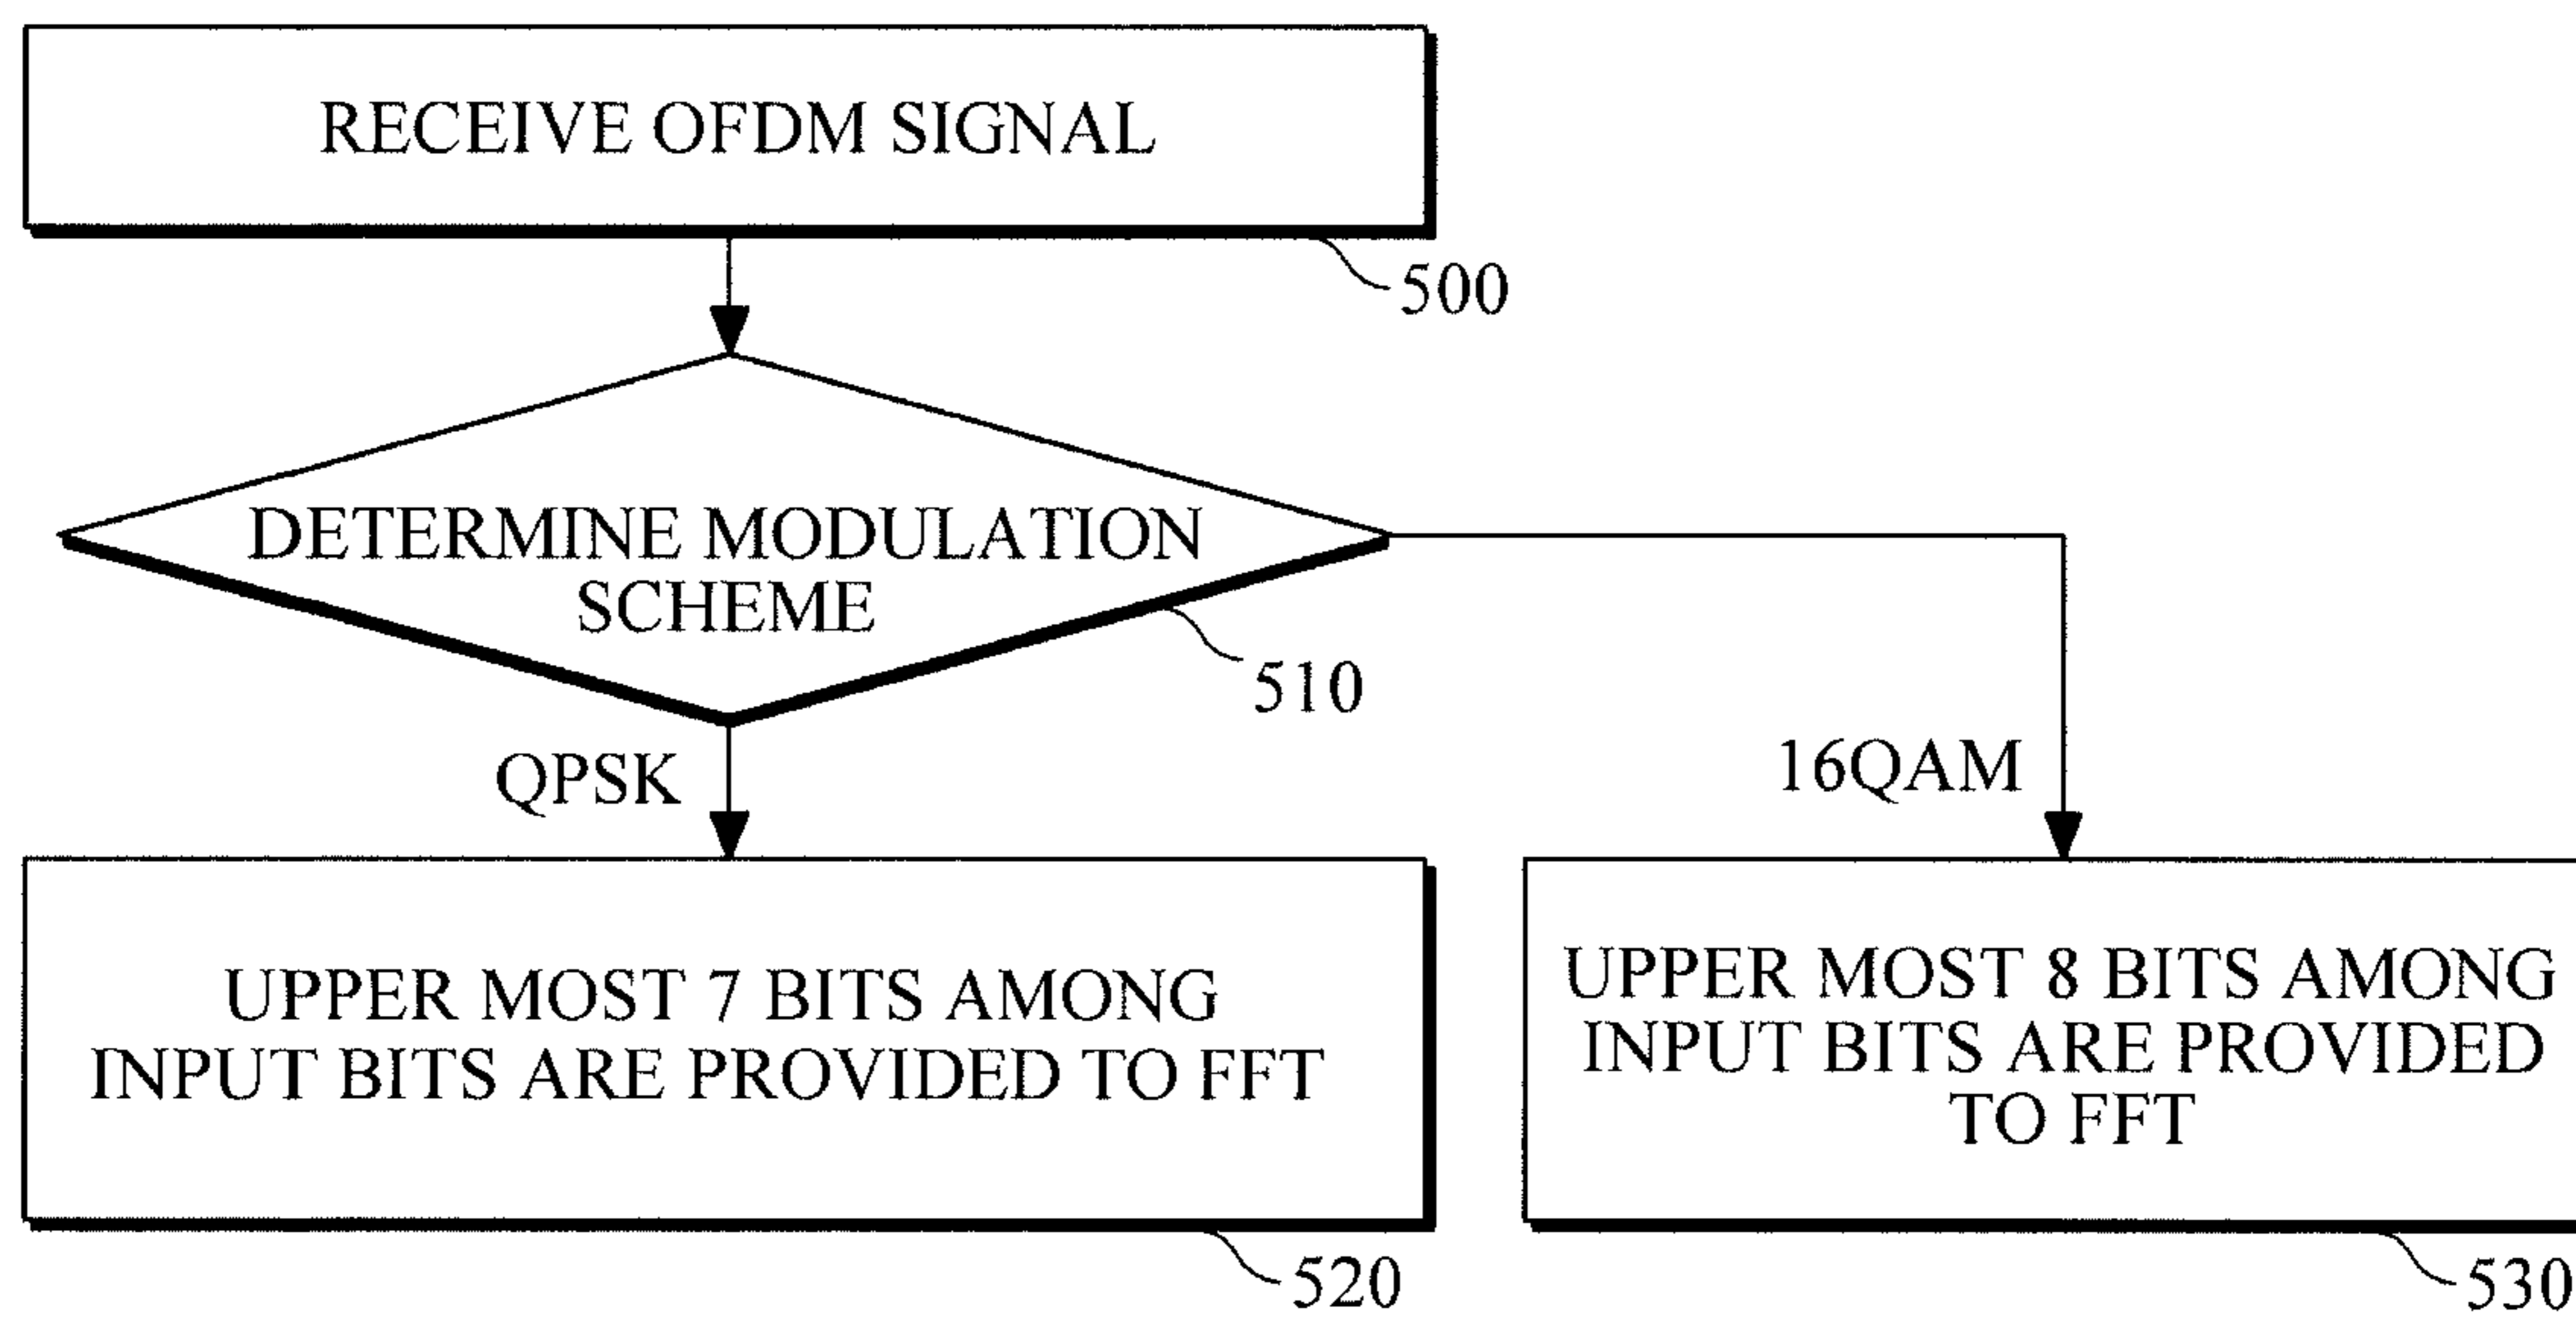 RECEIVE OFDM SIGNAL
500
DETERMINE MODULATION
SCHEME
510
QPSK
16QAM
UPPER MOST 7 BITS AMONG
INPUT BITS ARE PROVIDED TO FFT
520
UPPER MOST 8 BITS AMONG
INPUT BITS ARE PROVIDED
TO FFT
530